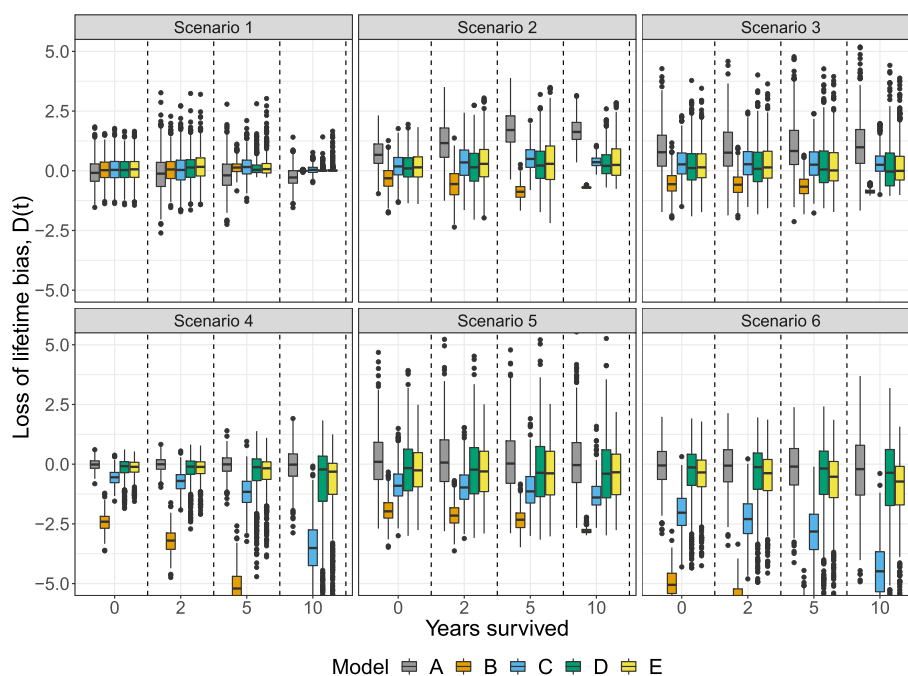 Scenario 1 Scenario 2 Scenario 3
5.0
2.5
0.0
−2.5
−5.0
Scenario 4 Scenario 5 Scenario 6
5.0
2.5
0.0
−2.5
−5.0
Loss of lifetime bias, D(t)
0 2 5 10 0 2 5 10 0 2 5 10
Years survived
Model A B C D E